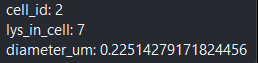 cell_id: 2
lys_in_cell: 7
diameter_um: 0.22514279171824456